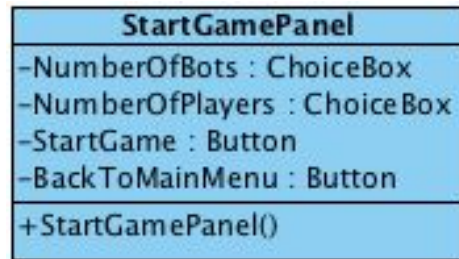 StartGamePanel
-NumberOfBots : ChoiceBox
-NumberOfPlayers : ChoiceBox
-StartGame : Button
-BackToMainMenu : Button
+StartGamePanel()